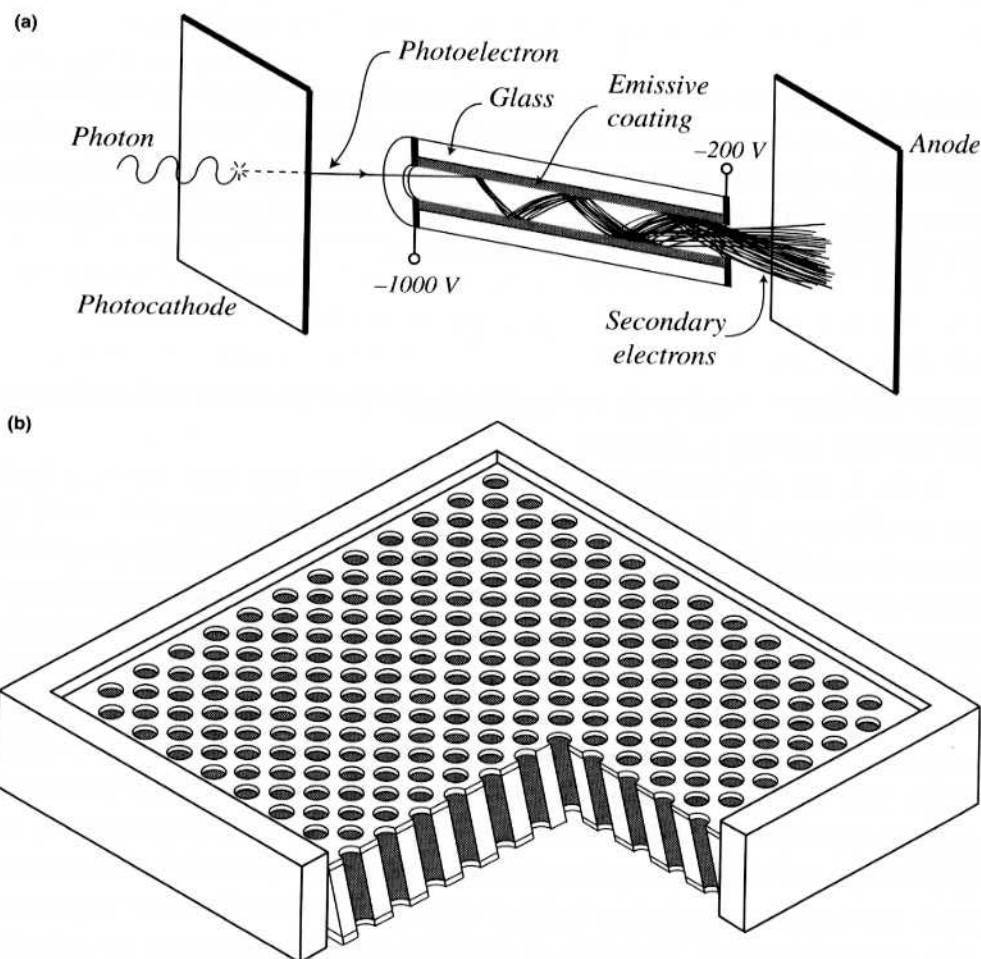 (a)
Photoelectron
Glass
Emissive
coating
Photon
–200 V
Anode
–1000 V
Photocathode
Secondary
electrons
(b)